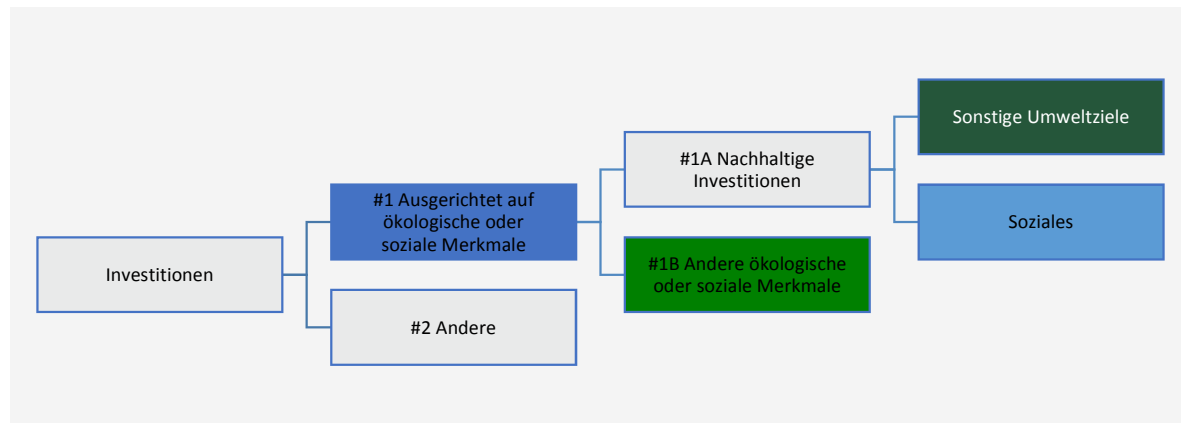 Investitionen
#1 Ausgerichtet auf
ökologische oder
soziale Merkmale
#2 Andere
#1A Nachhaltige
Investitionen
#1B Andere ökologische
oder soziale Merkmale
Sonstige Umweltziele
Soziales